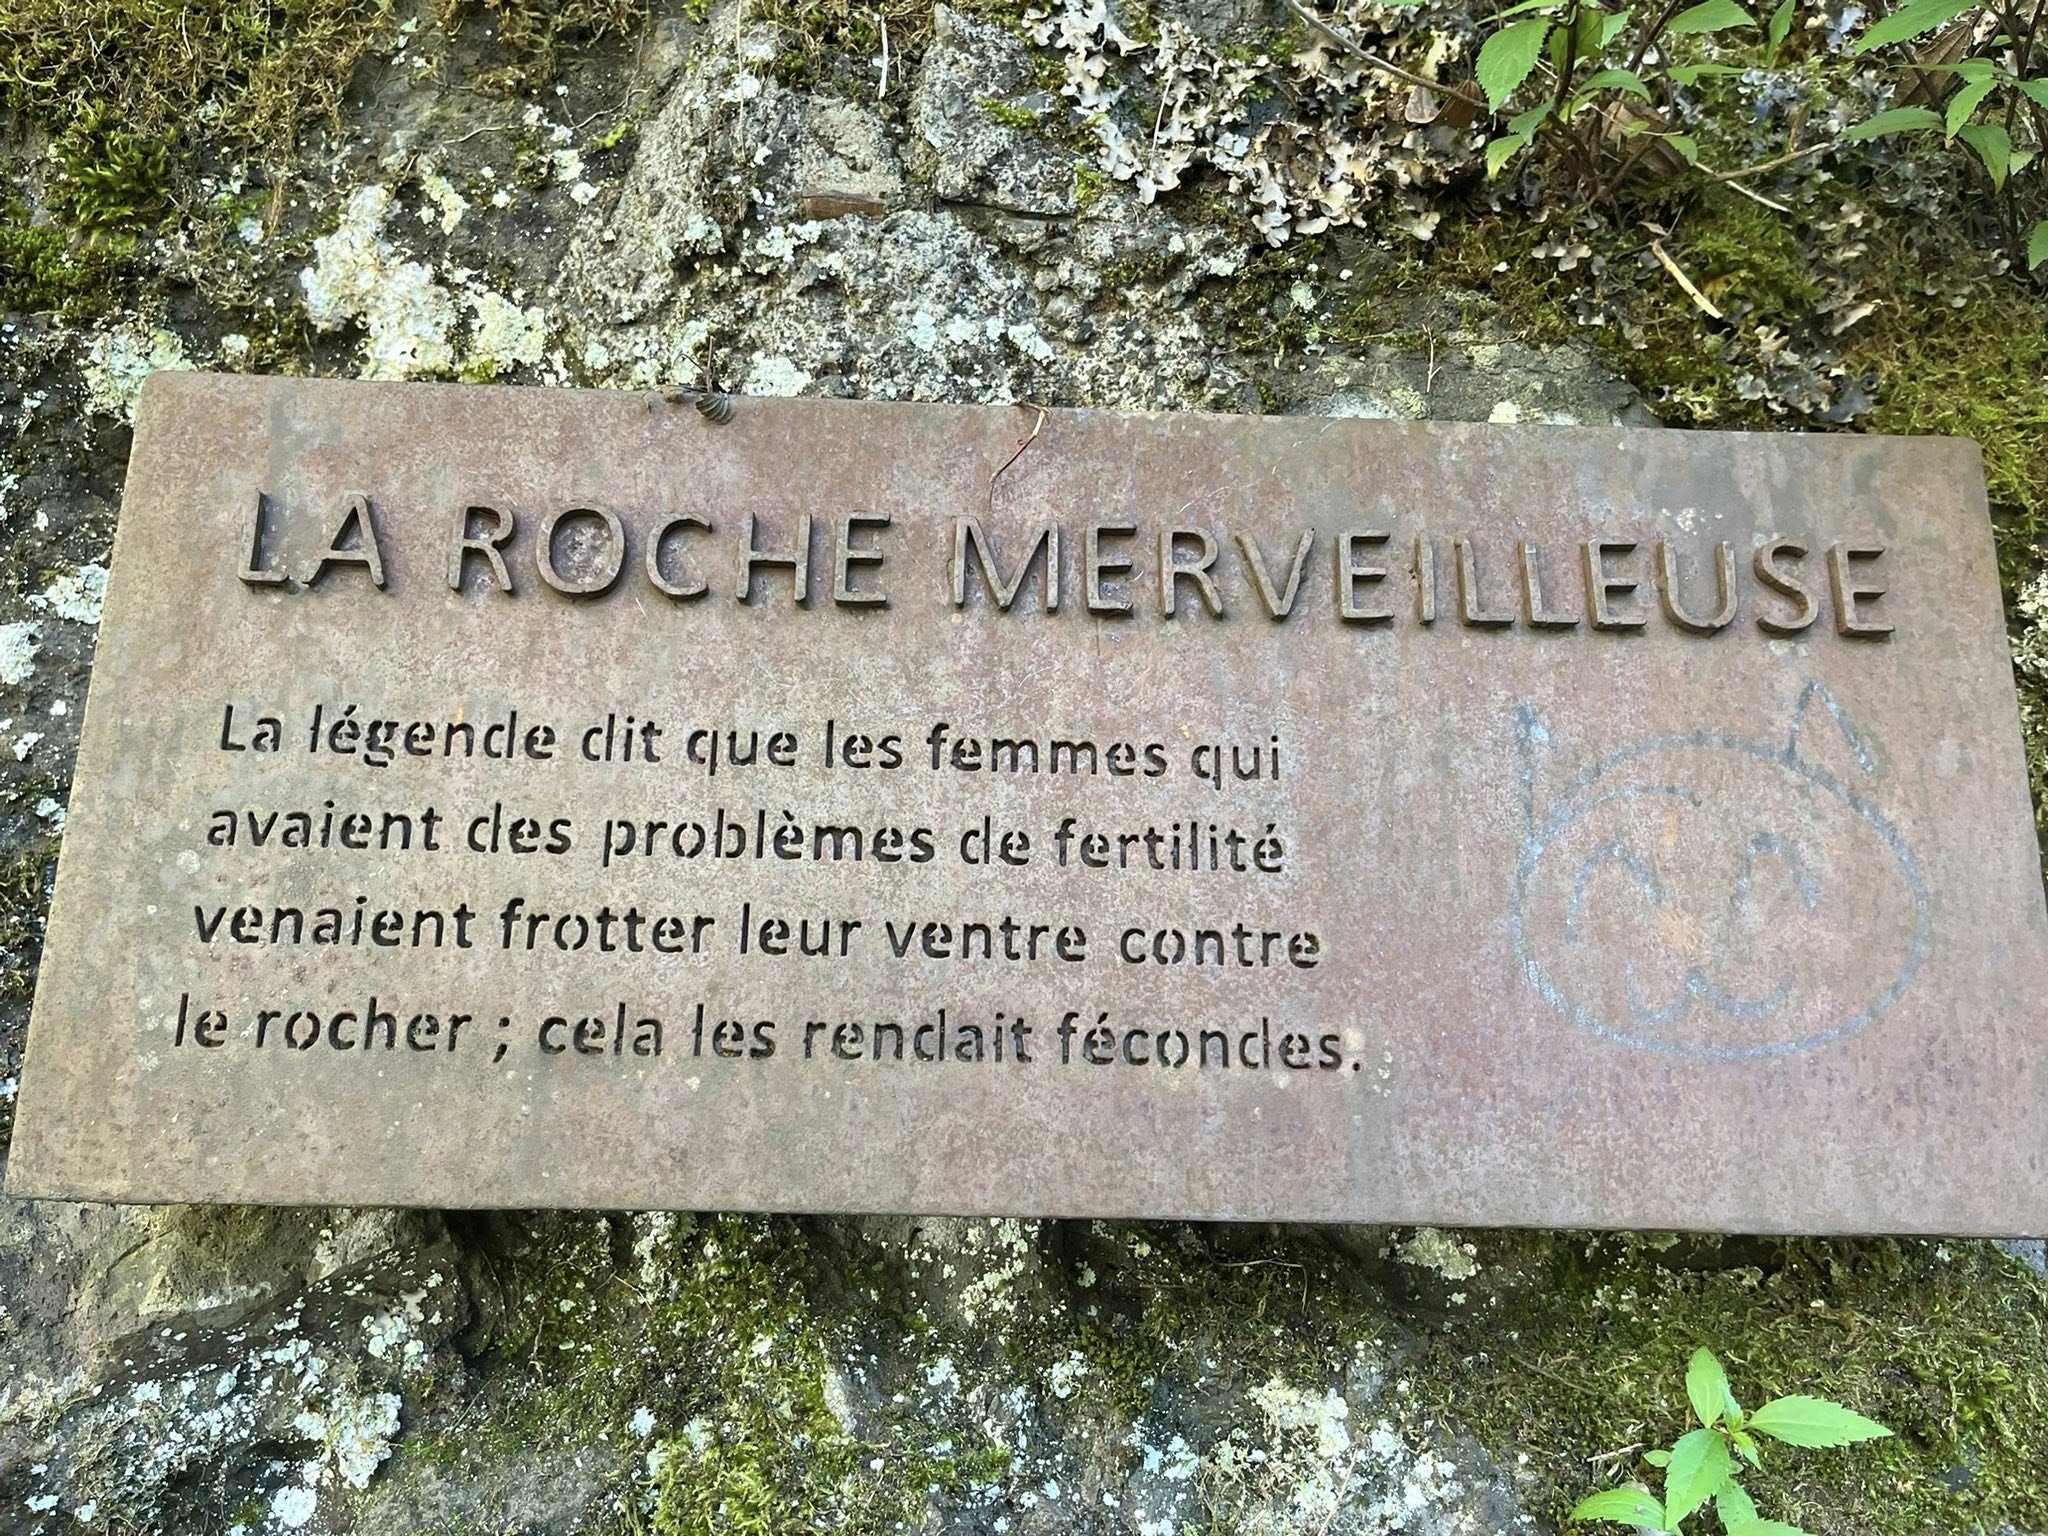 LA ROCHE MERVEILLEUSE
La légende dit que les femmes qui
avaient des problèmes de fertilité
venaient frotter leur ventre contre
le rocher ; cela les rendait fécondes.